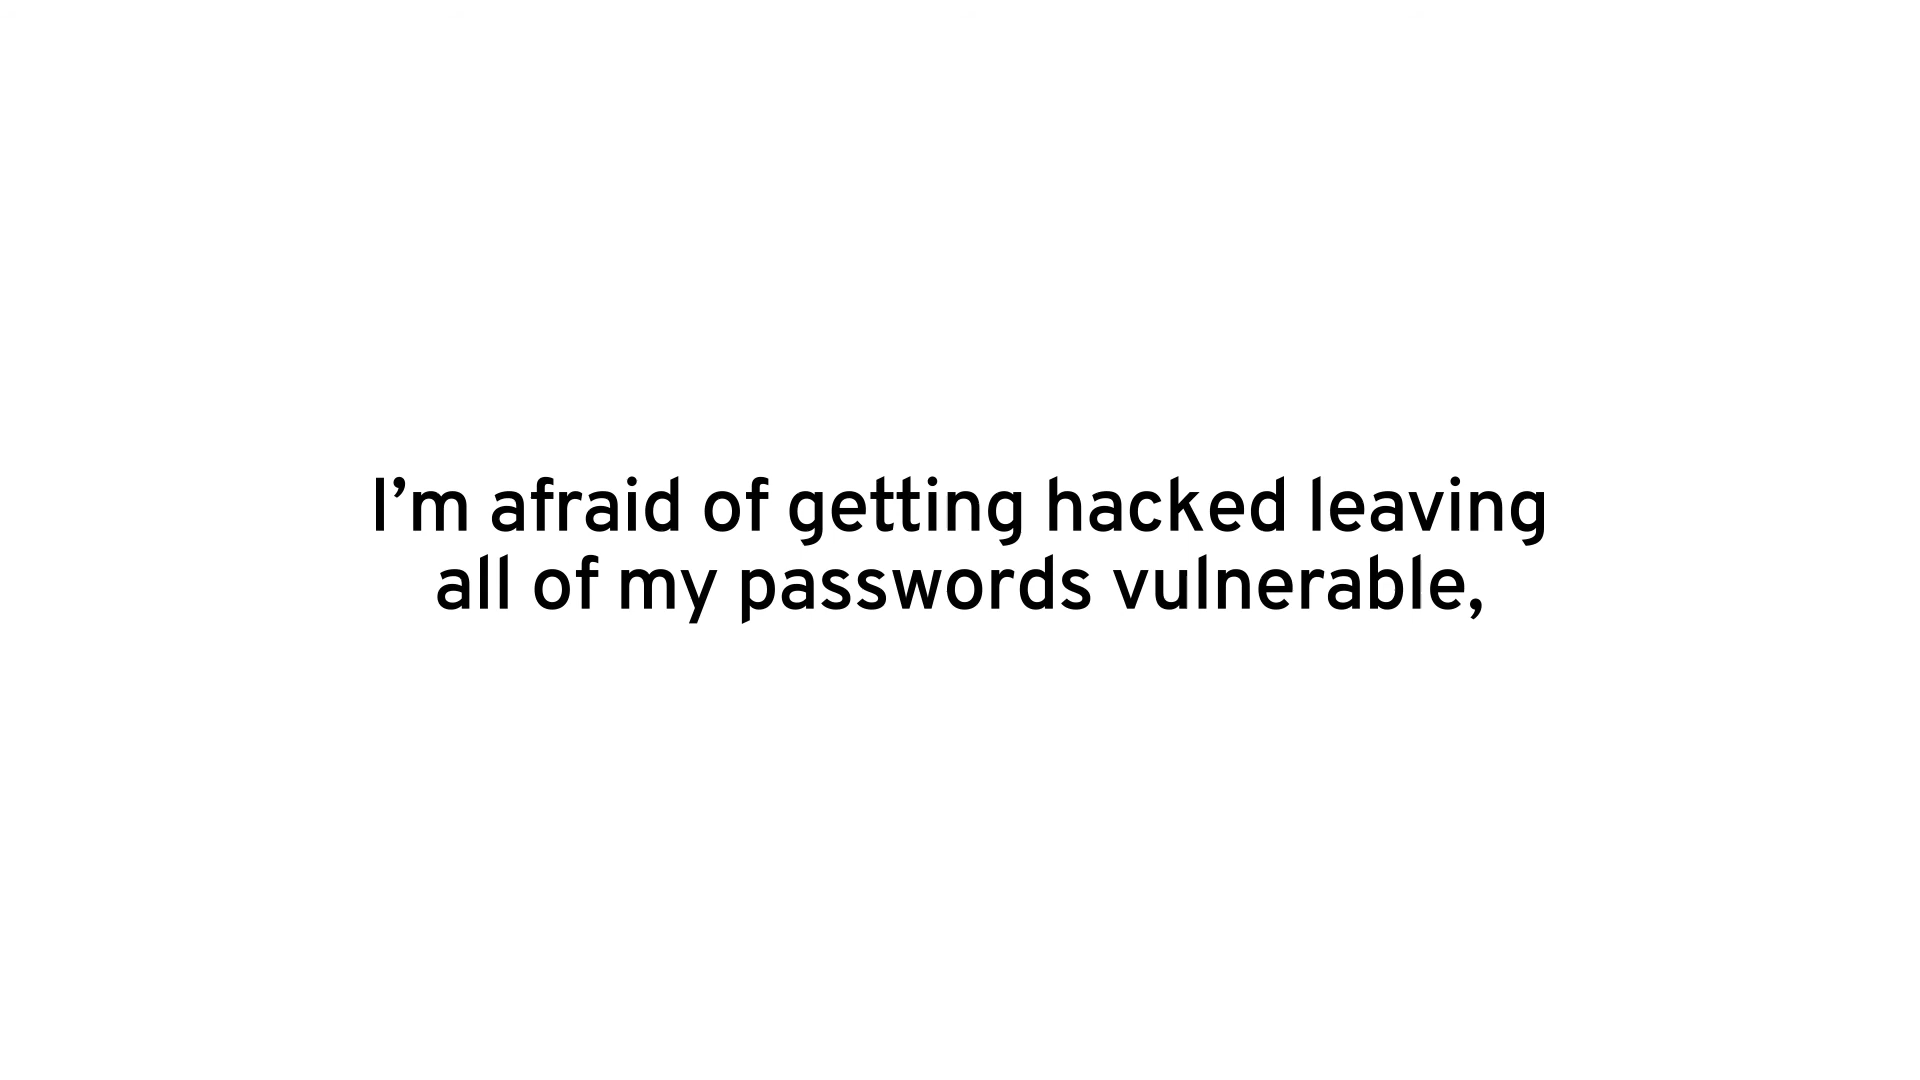 I’m afraid of getting hacked leaving
all of my passwords vulnerable,